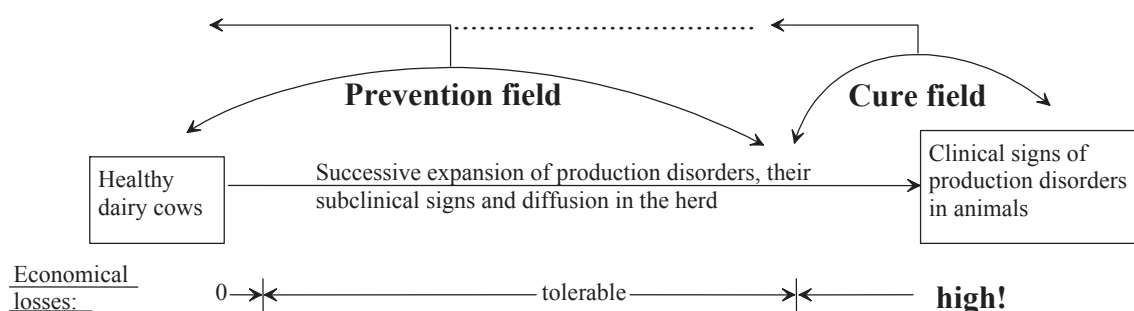 Prevention field
Cure field
Healthy
dairy cows
Successive expansion of production disorders, their
subclinical signs and diffusion in the herd
Clinical signs of
production disorders
in animals
Economical
losses:
0
tolerable
high!